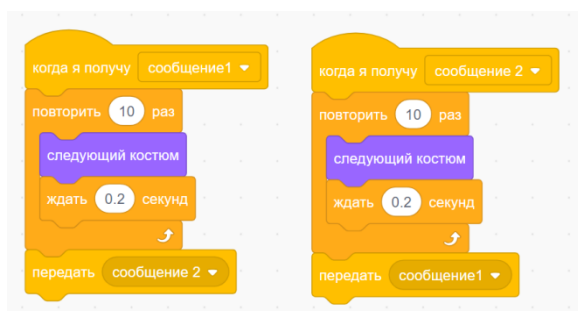 когда я получу сообщение1
повторить 10 раз
следующий костюм
ждать 0.2 секунд
передать сообщение 2
когда я получу сообщение 2
повторить 10 раз
следующий костюм
ждать 0.2 секунд
передать сообщение1